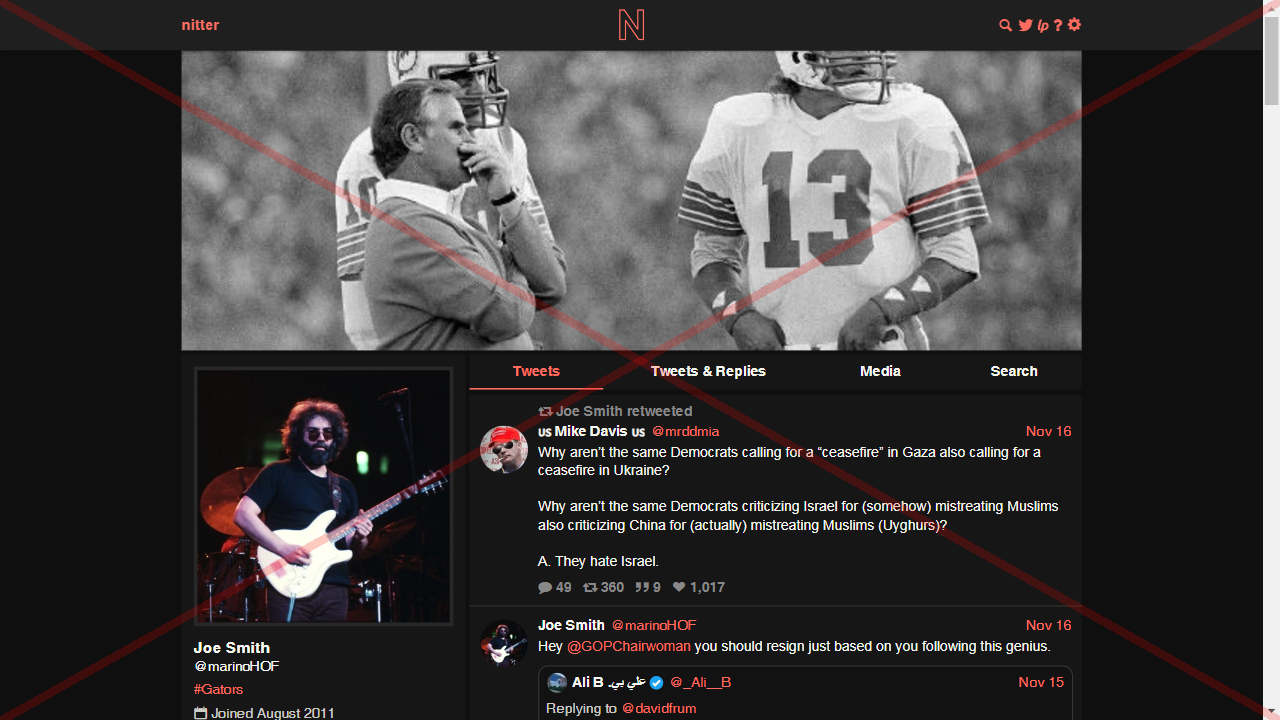 nitter
N
lp ?
10
13
Tweets
Tweets & Replies
Media
Search
Joe Smith retweeted
us Mike Davis us @mrddmia
Nov 16
Why aren't the same Democrats calling for a “ceasefire” in Gaza also calling for a
ceasefire in Ukraine?
Why aren't the same Democrats criticizing Israel for (somehow) mistreating Muslims
also criticizing China for (actually) mistreating Muslims (Uyghurs)?
A. They hate Israel.
49 360 9 1,017
Joe Smith @marinoHOF
Nov 16
Hey @GOPChairwoman you should resign just based on you following this genius.
Ali B علي بي. @_Ali__B
Nov 15
Replying to @davidfrum
Joe Smith
@marinoHOF
#Gators
Joined August 2011